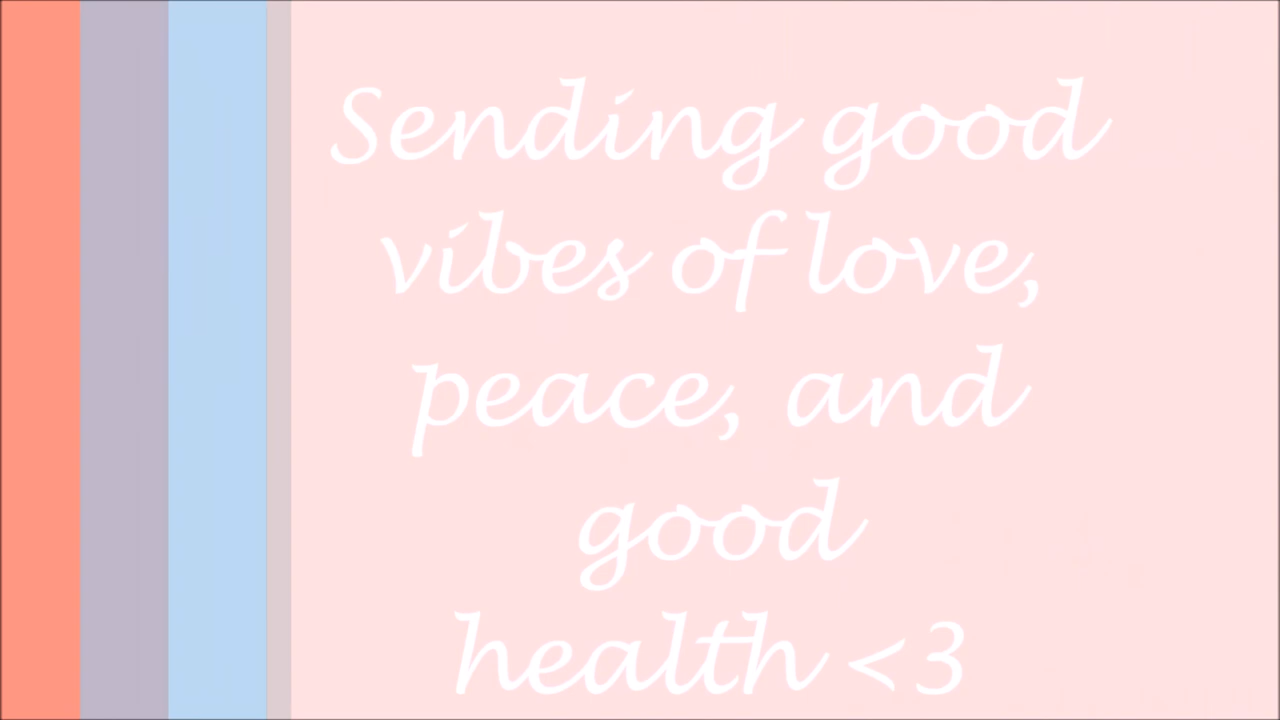 Sending good
vibes of love,
peace, and
good
health <3